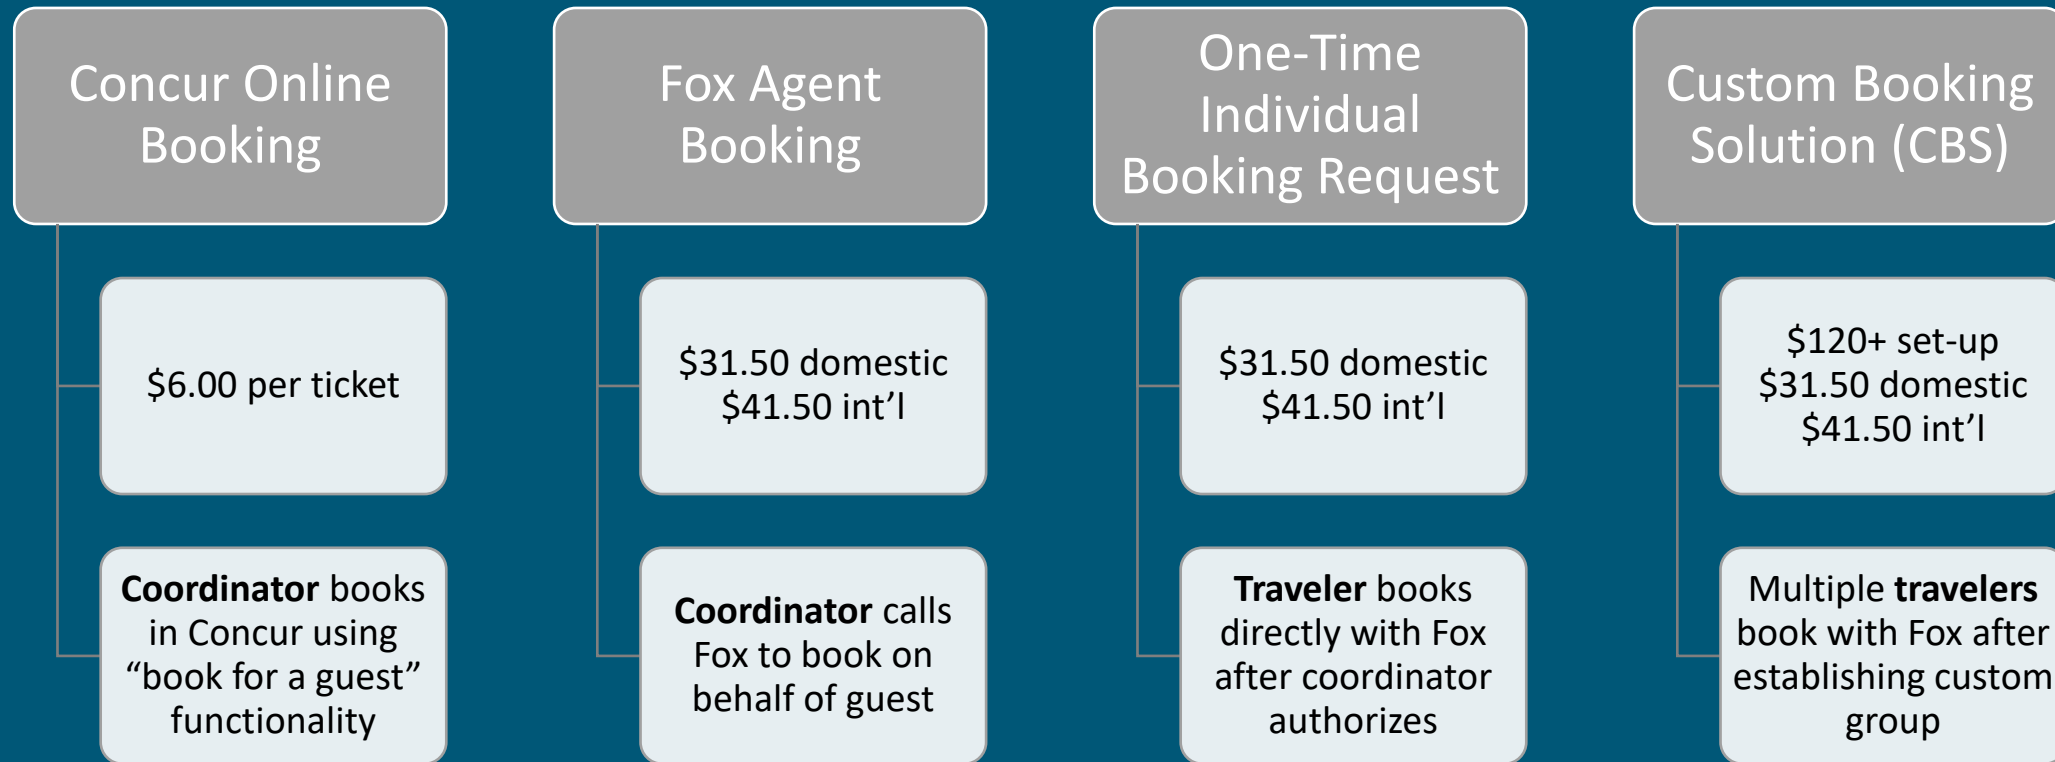 Concur Online
Booking
$6.00 per ticket
Coordinator books
in Concur using
“book for a guest”
functionality
Fox Agent
Booking
$31.50 domestic
$41.50 int’l
Coordinator calls
Fox to book on
behalf of guest
One-Time
Individual
Booking Request
$31.50 domestic
$41.50 int’l
Traveler books
directly with Fox
after coordinator
authorizes
Custom Booking
Solution (CBS)
$120+ set-up
$31.50 domestic
$41.50 int’l
Multiple travelers
book with Fox after
establishing custom
group